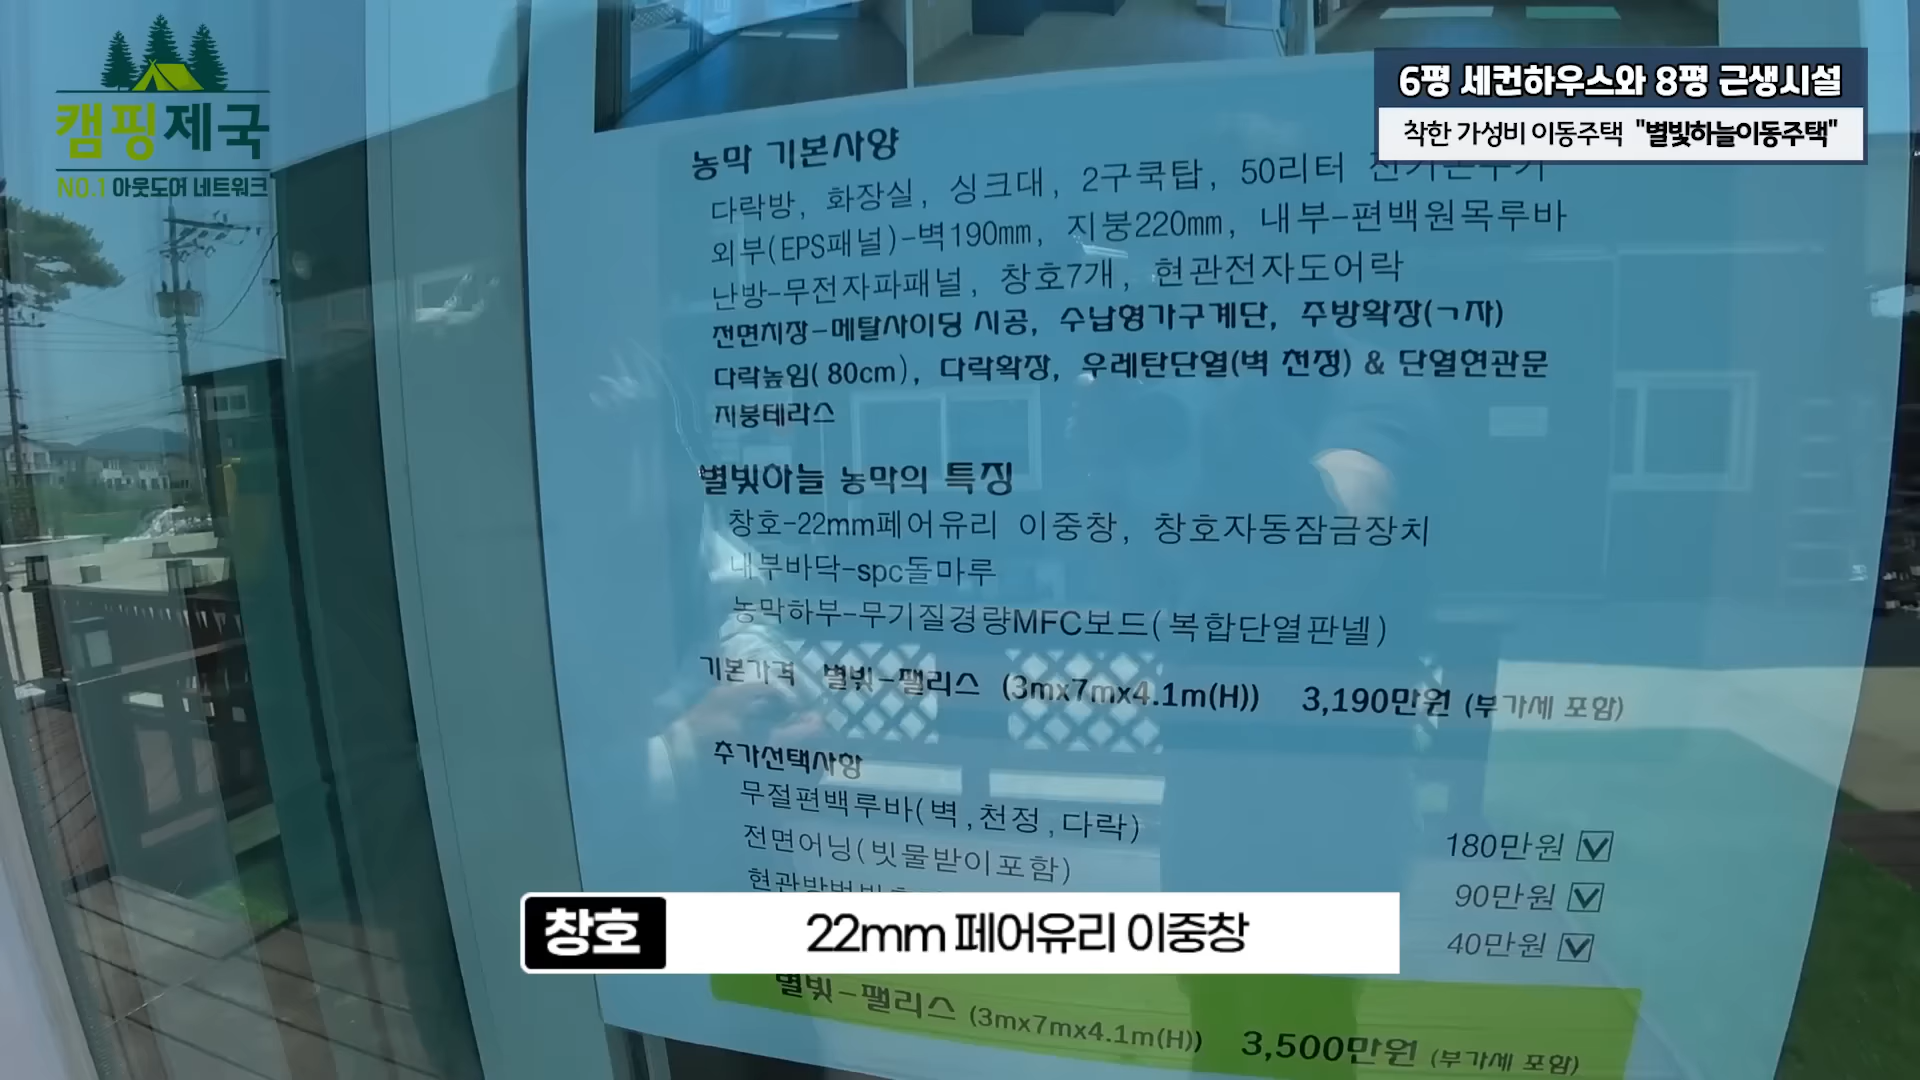 캠핑제국
NO.1 아웃도어 네트워크
6평 세컨하우스와 8평 근생시설
착한 가성비 이동주택 "별빛하늘이동주택"
농막 기본사양
다락방, 화장실, 싱크대, 2구쿡탑, 50리터
외부(EPS패널)-벽190mm, 지붕220mm, 내부-편백원목루바
난방-무전자파패널, 창호7개, 현관전자도어락
전면치장-메탈사이딩 시공, 수납형가구계단, 주방확장(ㄱ자)
다락높임( 80cm), 다락확장, 우레탄단열(벽 천정) & 단열현관문
지붕테라스
별빛하늘 농막의 특징
창호-22mm페어유리 이중창, 창호자동잠금장치
내부바닥-spc돌마루
농막하부-무기질경량MFC보드(복합단열판넬)
기본가격 별빛-팰리스 (3mx7mx4.1m(H)) 3,190만원 (부가세 포함)
추가선택사항
무절편백루바(벽,천정,다락) 180만원
전면어닝(빗물받이포함) 90만원
40만원
창호 22mm 페어유리 이중창
별빛-팰리스 (3mx7mx4.1m(H)) 3,500만원 (부가세 포함)